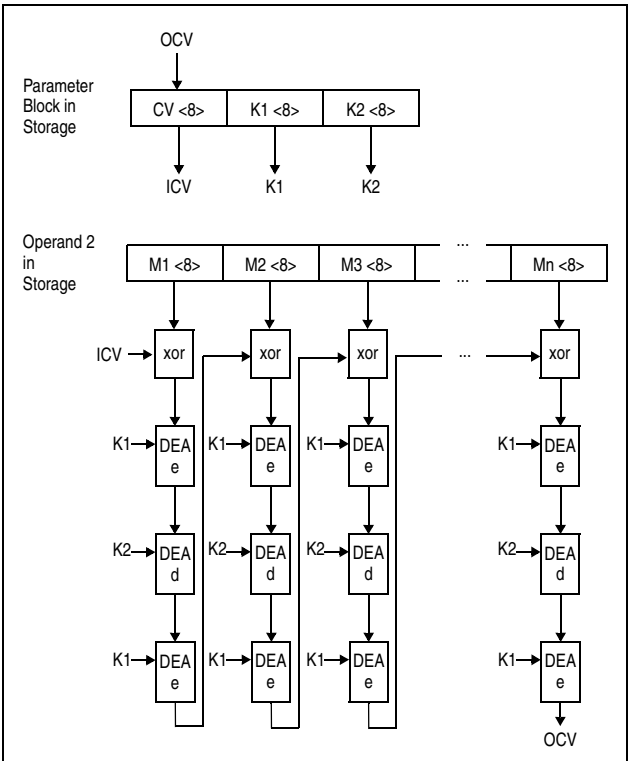 OCV
Parameter
Block in
Storage
CV <8> K1 <8> K2 <8>
ICV K1 K2
Operand 2
in
Storage
...
M1 <8> M2 <8> M3 <8> Mn <8>
...
ICV xor xor xor ... xor
K1 DEA K1 DEA K1 DEA K1 DEA
e e e e
K2 DEA K2 DEA K2 DEA K2 DEA
d d d d
K1 DEA K1 DEA K1 DEA K1 DEA
e e e e
OCV